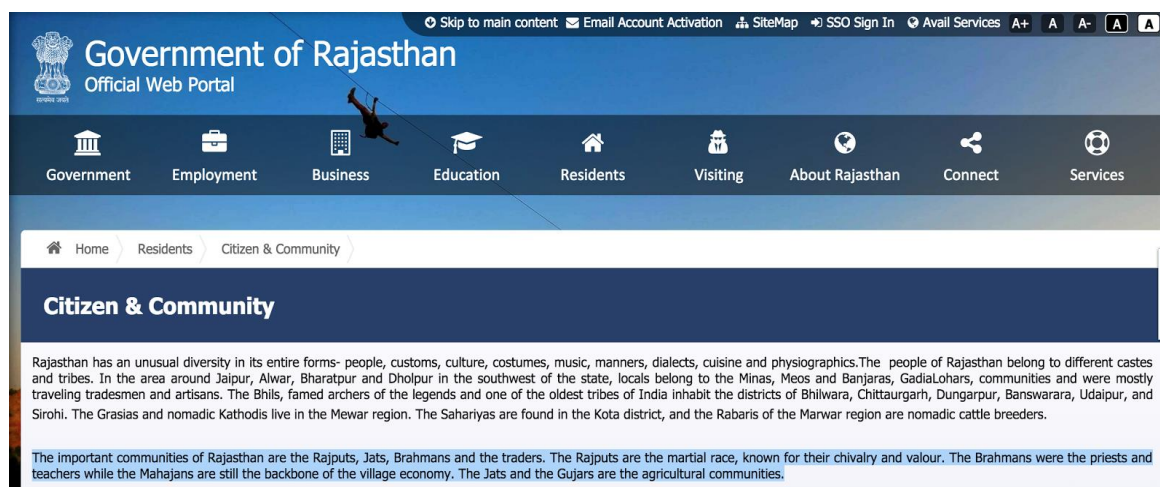 Skip to main content Email Account Activation SiteMap SSO Sign In Avail Services A+ A A- A A
Government of Rajasthan
Official Web Portal
सत्यमेव जयते
Government Employment Business Education Residents Visiting About Rajasthan Connect Services
Home Residents Citizen & Community
Citizen & Community
Rajasthan has an unusual diversity in its entire forms- people, customs, culture, costumes, music, manners, dialects, cuisine and physiographics.The people of Rajasthan belong to different castes
and tribes. In the area around Jaipur, Alwar, Bharatpur and Dholpur in the southwest of the state, locals belong to the Minas, Meos and Banjaras, GadiaLohars, communities and were mostly
traveling tradesmen and artisans. The Bhils, famed archers of the legends and one of the oldest tribes of India inhabit the districts of Bhilwara, Chittaurgarh, Dungarpur, Banswarara, Udaipur, and
Sirohi. The Grasias and nomadic Kathodis live in the Mewar region. The Sahariyas are found in the Kota district, and the Rabaris of the Marwar region are nomadic cattle breeders.
The important communities of Rajasthan are the Rajputs, Jats, Brahmans and the traders. The Rajputs are the martial race, known for their chivalry and valour. The Brahmans were the priests and
teachers while the Mahajans are still the backbone of the village economy. The Jats and the Gujars are the agricultural communities.